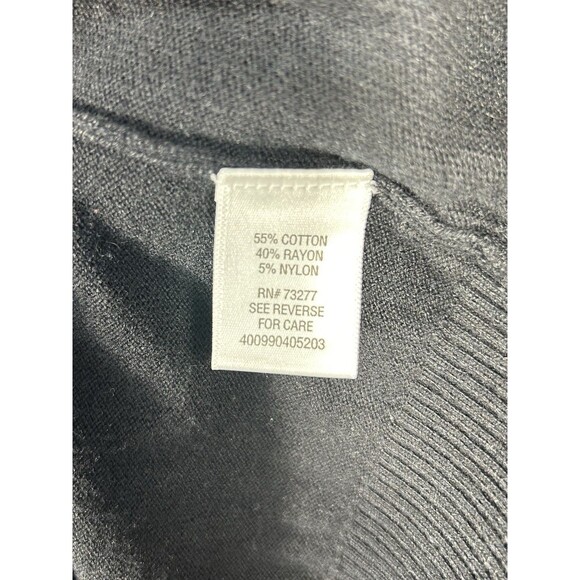 55% COTTON
40% RAYON
5% NYLON
RN# 73277
SEE REVERSE
FOR CARE
400990405203